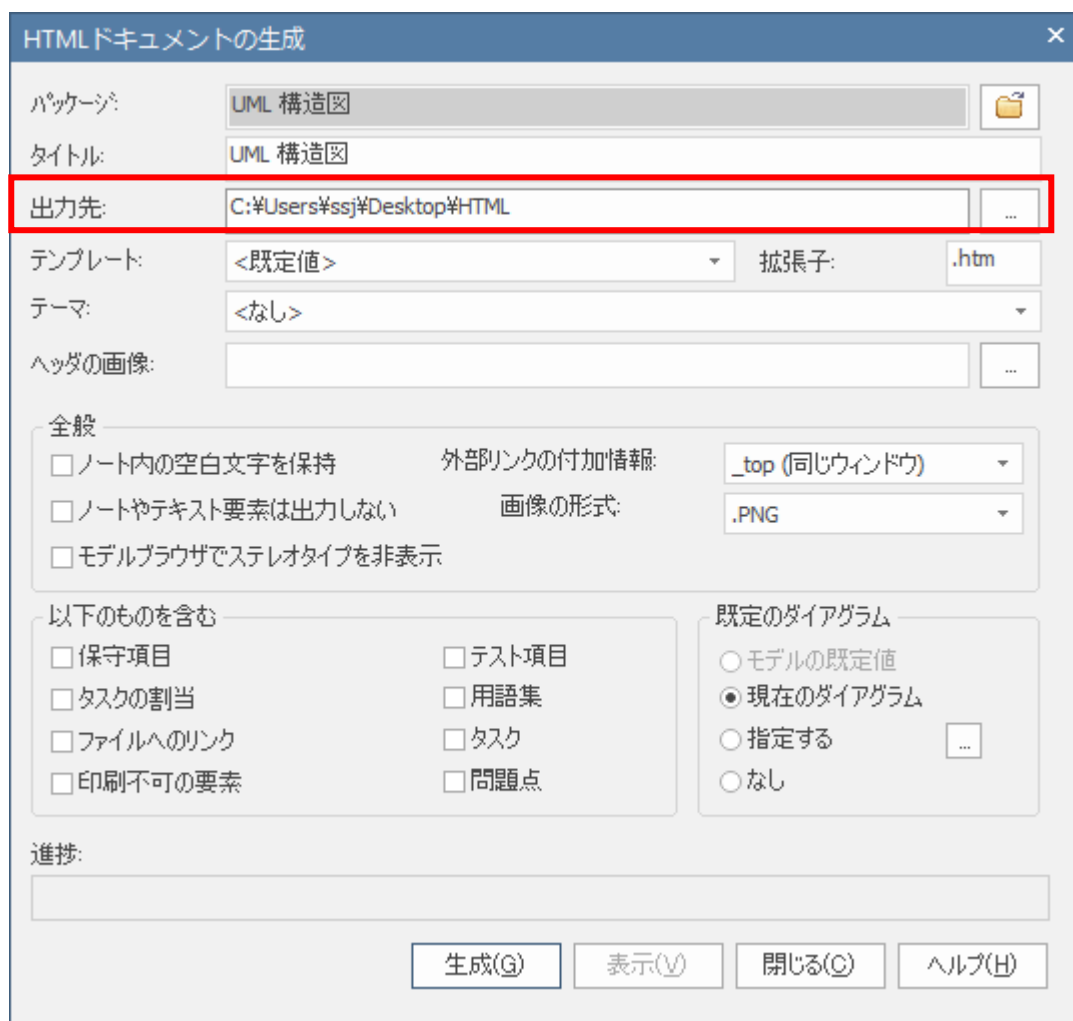 HTMLドキュメントの生成
パッケージ: UML 構造図
タイトル: UML 構造図
出力先: C:¥Users¥ssj¥Desktop¥HTML ...
テンプレート: <既定値> 拡張子: .htm
テーマ: <なし>
ヘッダの画像: ...
全般
ノート内の空白文字を保持 外部リンクの付加情報: _top (同じウィンドウ)
ノートやテキスト要素は出力しない 画像の形式: .PNG
モデルブラウザでステレオタイプを非表示
以下のものを含む 既定のダイアグラム
保守項目 テスト項目 モデルの既定値
タスクの割当 用語集 現在のダイアグラム
ファイルへのリンク タスク 指定する ...
印刷不可の要素 問題点 なし
進捗:
生成(G) 表示(V) 閉じる(C) ヘルプ(H)